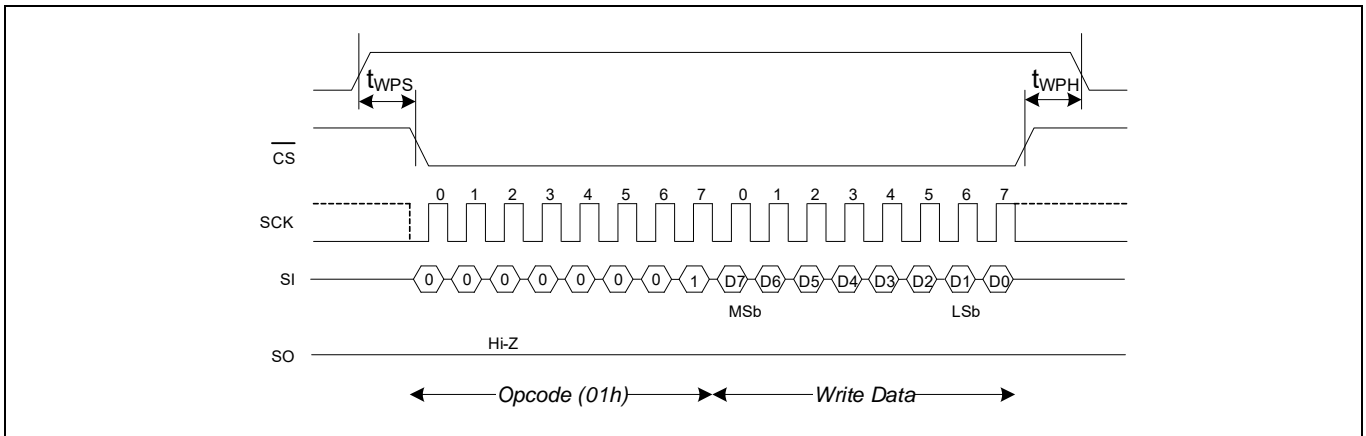 tWPS
tWPH
CS
0 1 2 3 4 5 6 7 0 1 2 3 4 5 6 7
SCK
SI 0 0 0 0 0 0 0 1 D7 D6 D5 D4 D3 D2 D1 D0
MSb LSb
Hi-Z
SO
Opcode (01h) Write Data